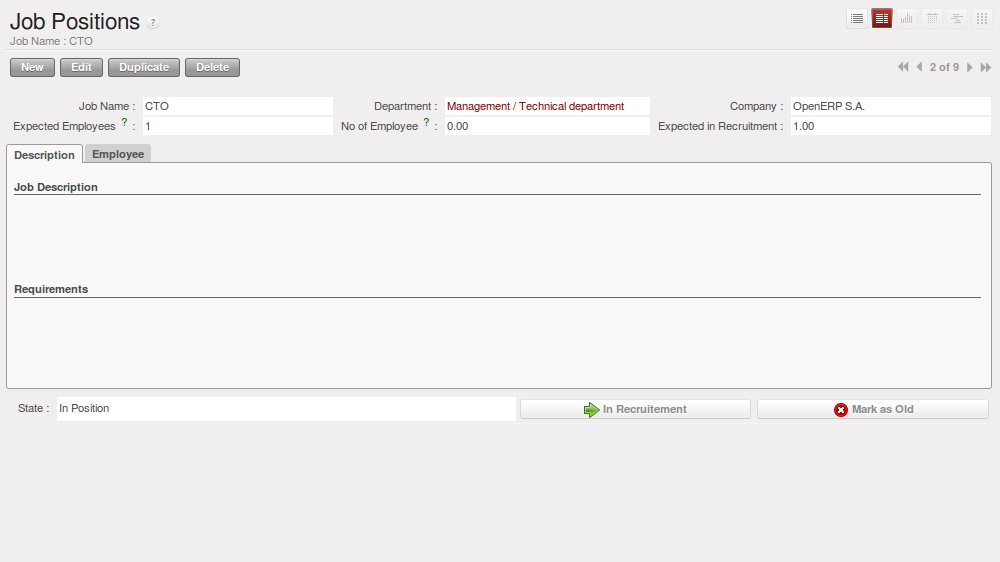 Job Positions ?
Job Name : CTO
New Edit Duplicate Delete 2 of 9
Job Name : CTO Department : Management / Technical department Company : OpenERP S.A.
Expected Employees ? : 1 No of Employee ? : 0.00 Expected in Recruitment : 1.00
Description Employee
Job Description
Requirements
State : In Position In Recruitement Mark as Old